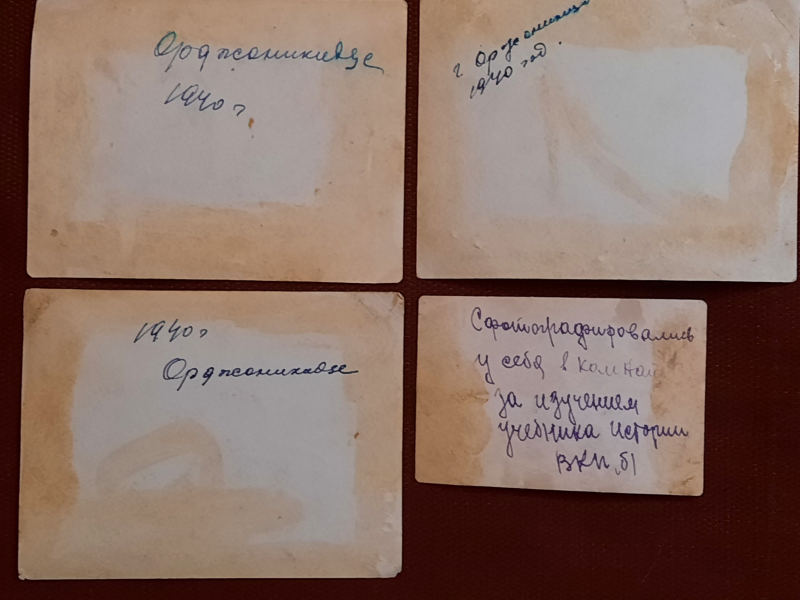 Орджоникидзе
1940 г
г Орджоникидзе
1940 год.
1940 г
Орджоникидзе
Сфотографировались
у себя в комнате
за изучением
учебника истории
ВКП(б)